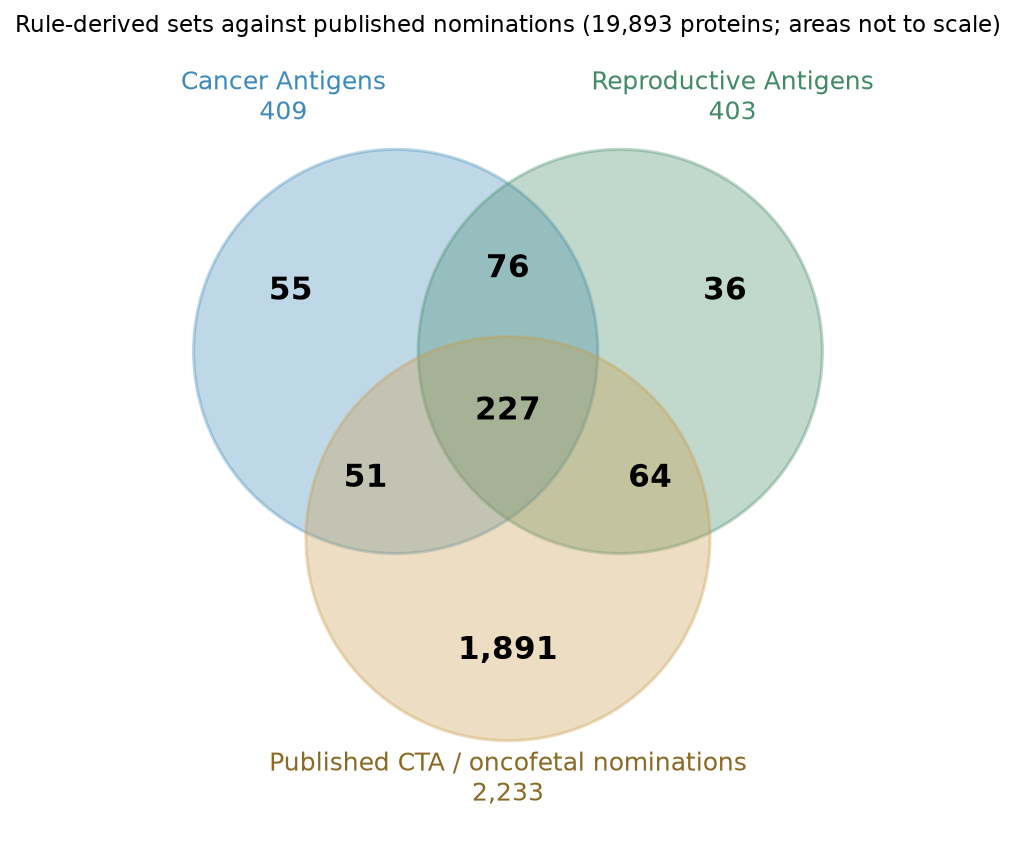 Rule-derived sets against published nominations (19,893 proteins; areas not to scale)
Cancer Antigens
409
Reproductive Antigens
403
55
76
36
227
51
64
1,891
Published CTA / oncofetal nominations
2,233